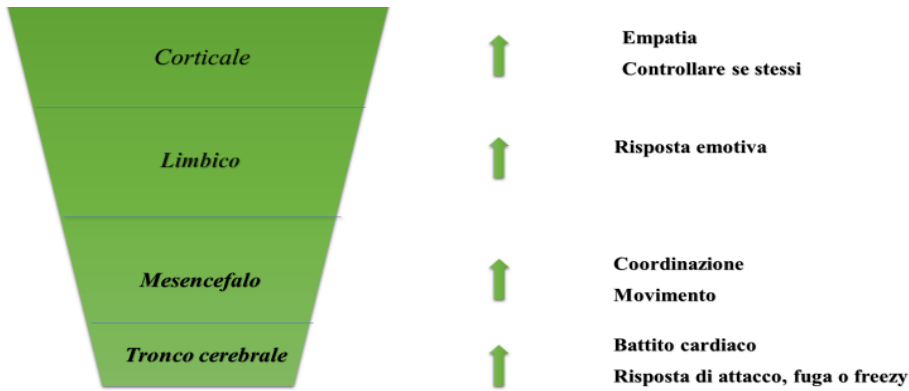 Corticale
Empatia
Controllare se stessi
Limbico
Risposta emotiva
Mesencefalo
Coordinazione
Movimento
Tronco cerebrale
Battito cardiaco
Risposta di attacco, fuga o freezy